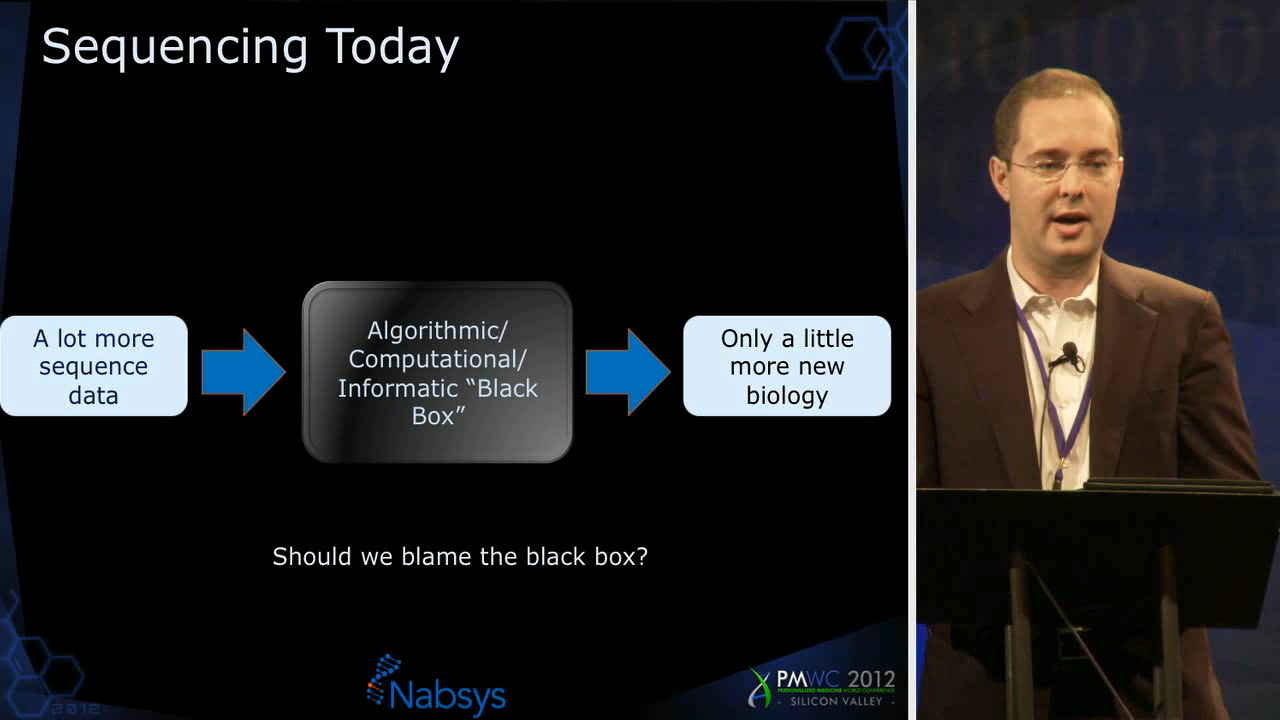 Sequencing Today
A lot more
sequence
data
Algorithmic/
Computational/
Informatic “Black
Box”
Only a little
more new
biology
Should we blame the black box?
Nabsys
PMWC 2012
PERSONALIZED MEDICINE WORLD CONFERENCE
- SILICON VALLEY -
2012